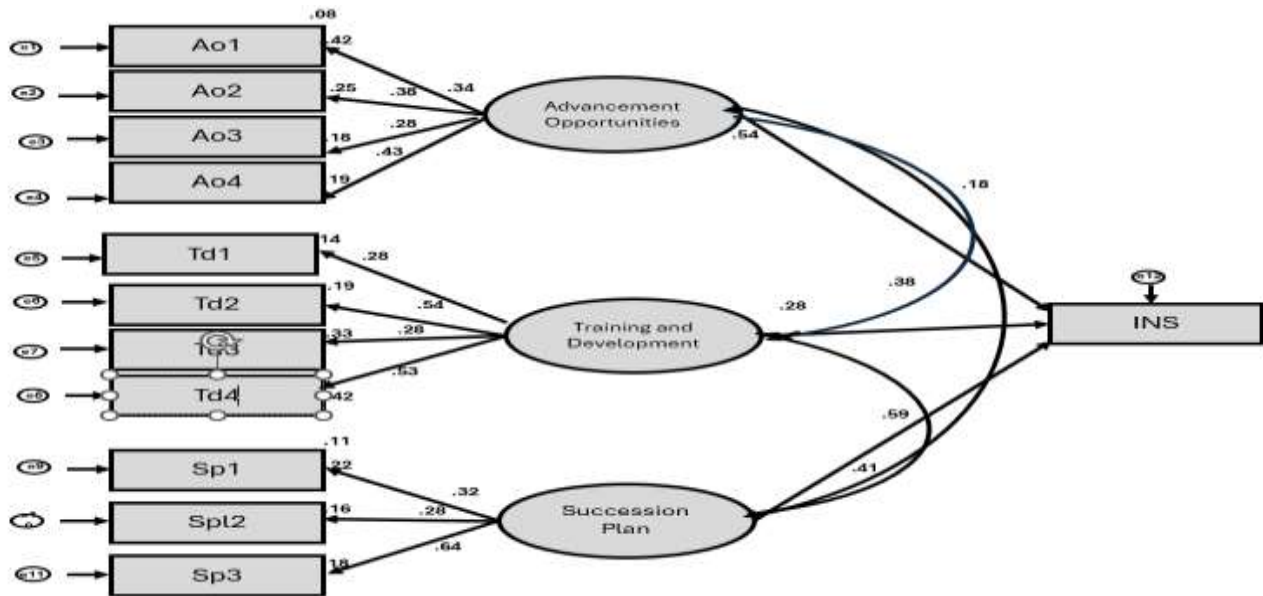 .08
e1
Ao1
.42
e2
Ao2
.25
.38
.34
Advancement
Opportunities
e3
Ao3
.18
.28
.54
e4
Ao4
.19
.43
.18
e5
Td1
.14
.28
e6
Td2
.19
.54
Training and
Development
.28
.38
e12
INS
e7
.33
.28
Td4
.42
.53
.11
e9
Sp1
.22
.32
.59
.41
Spl2
.16
.28
Succession
Plan
e11
Sp3
.18
.64